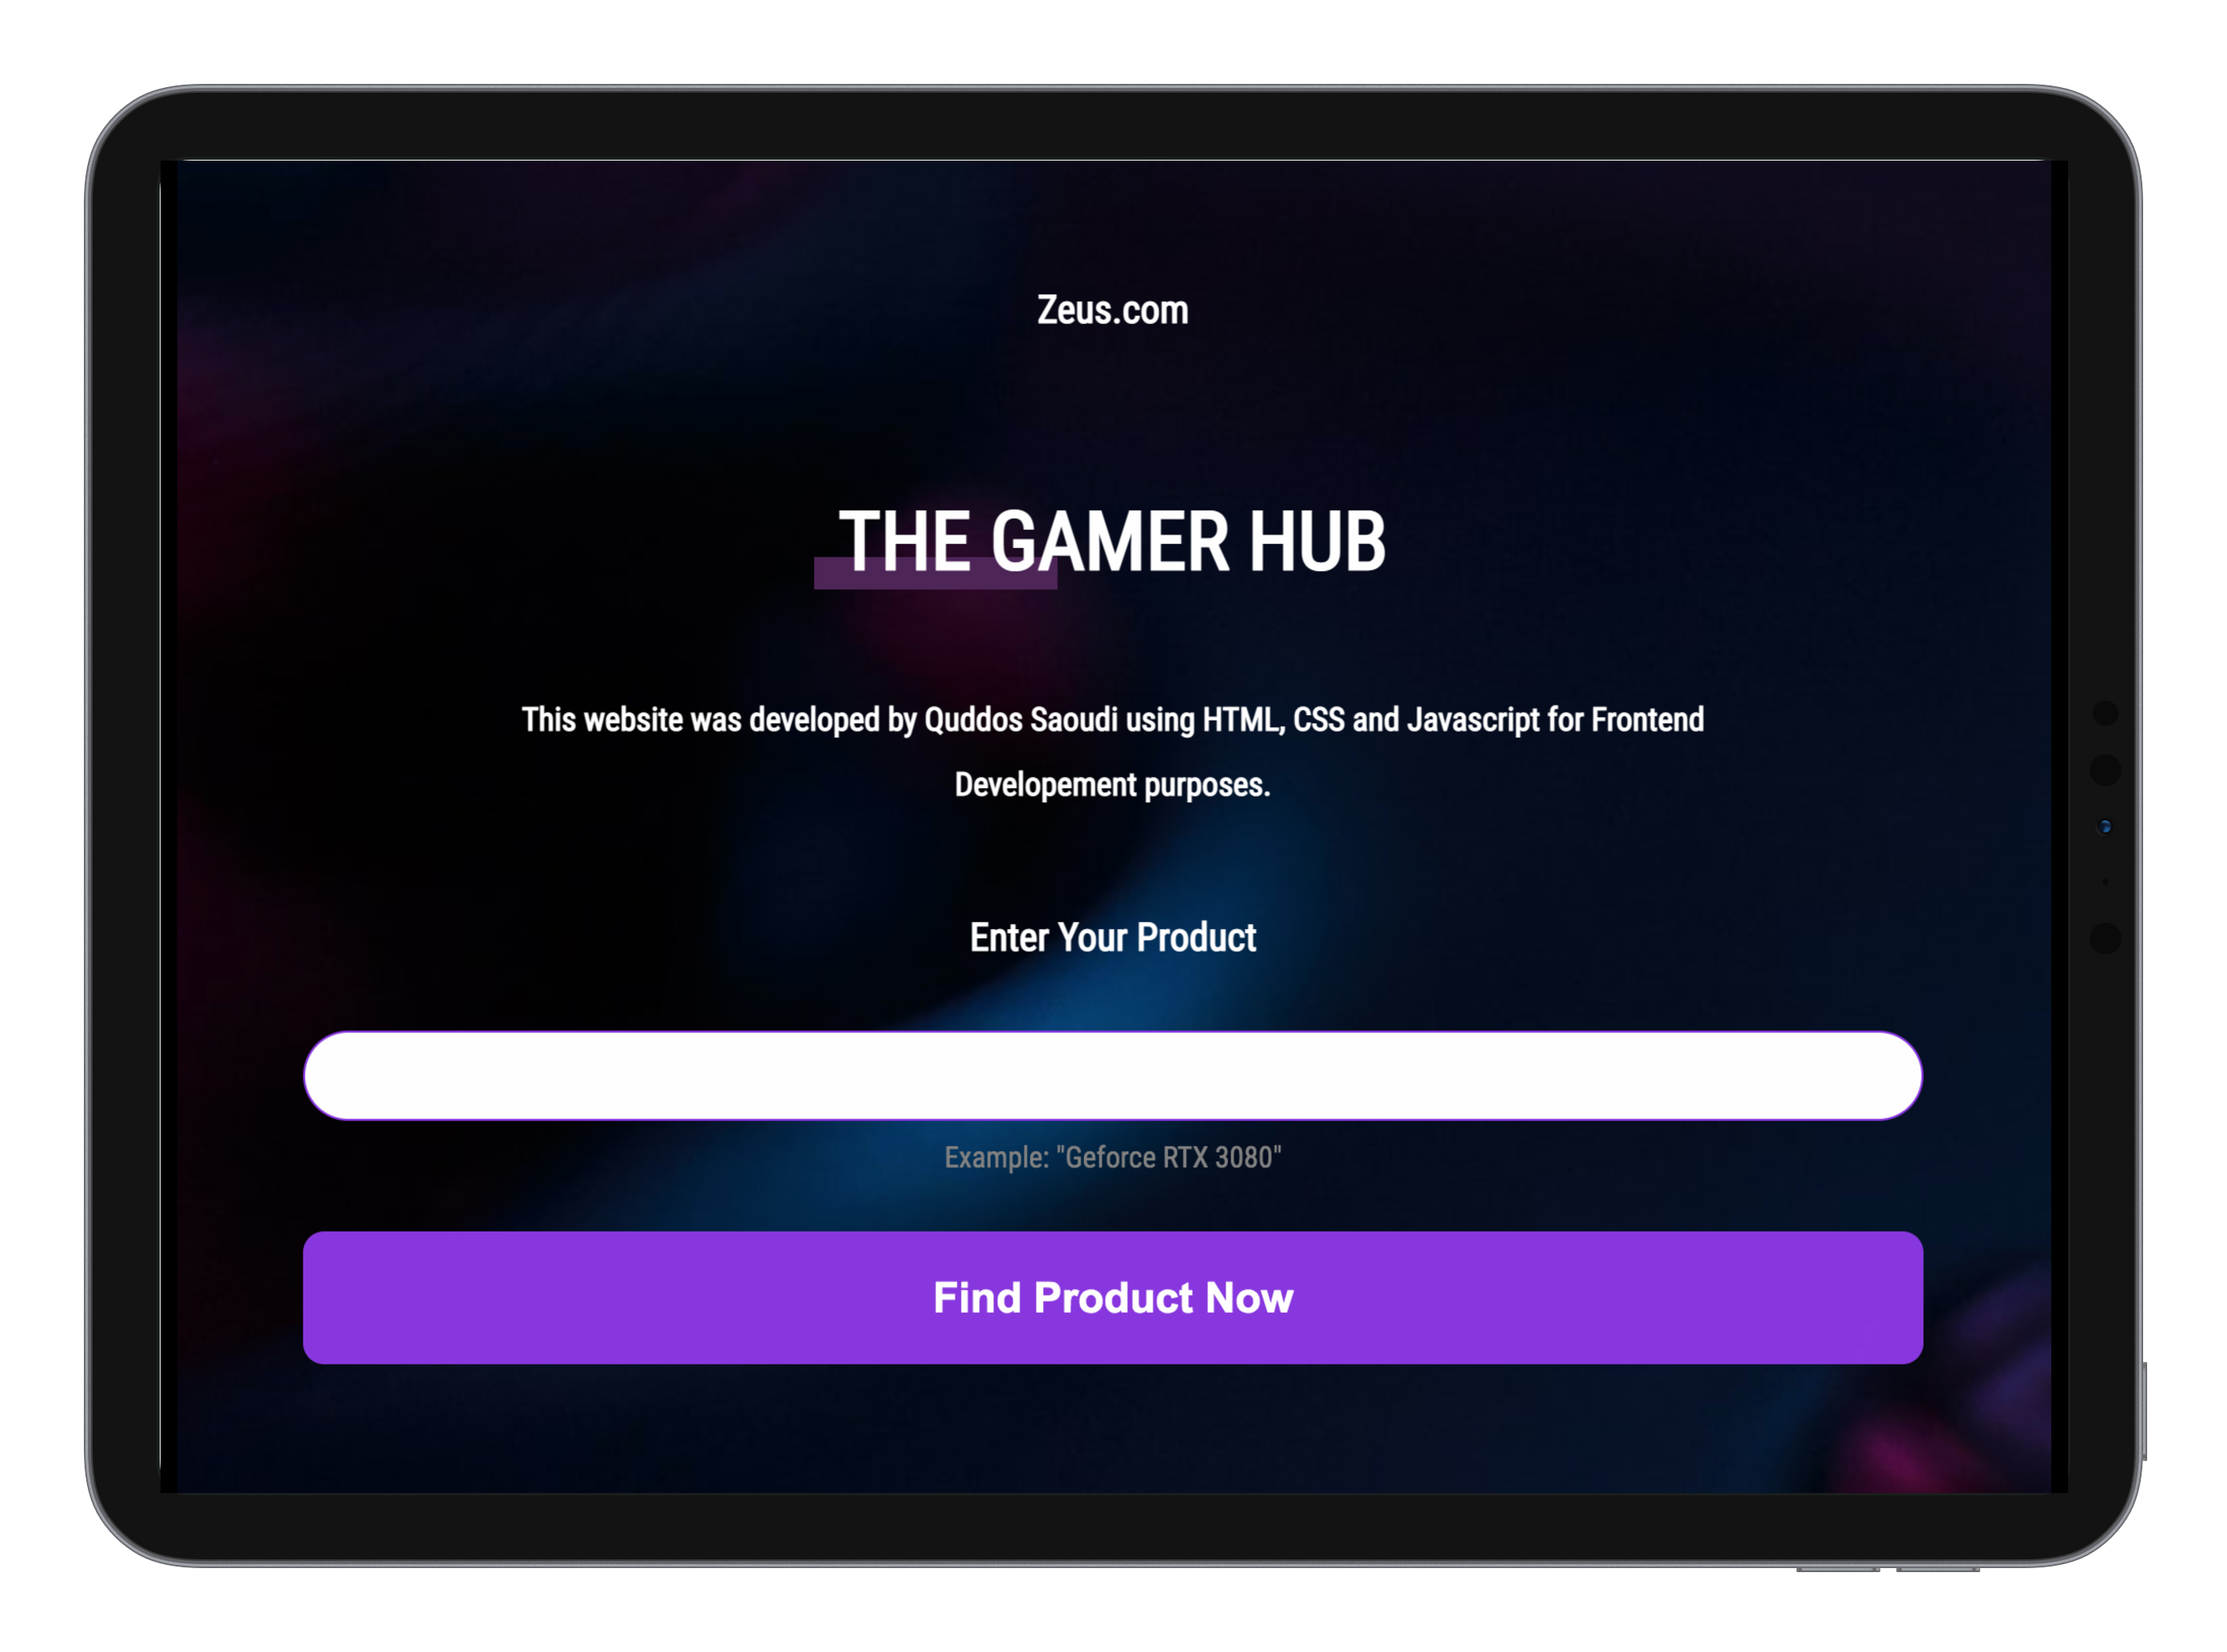 Zeus.com
THE GAMER HUB
This website was developed by Quddos Saoudi using HTML, CSS and Javascript for Frontend
Developement purposes.
Enter Your Product
Example: "Geforce RTX 3080"
Find Product Now